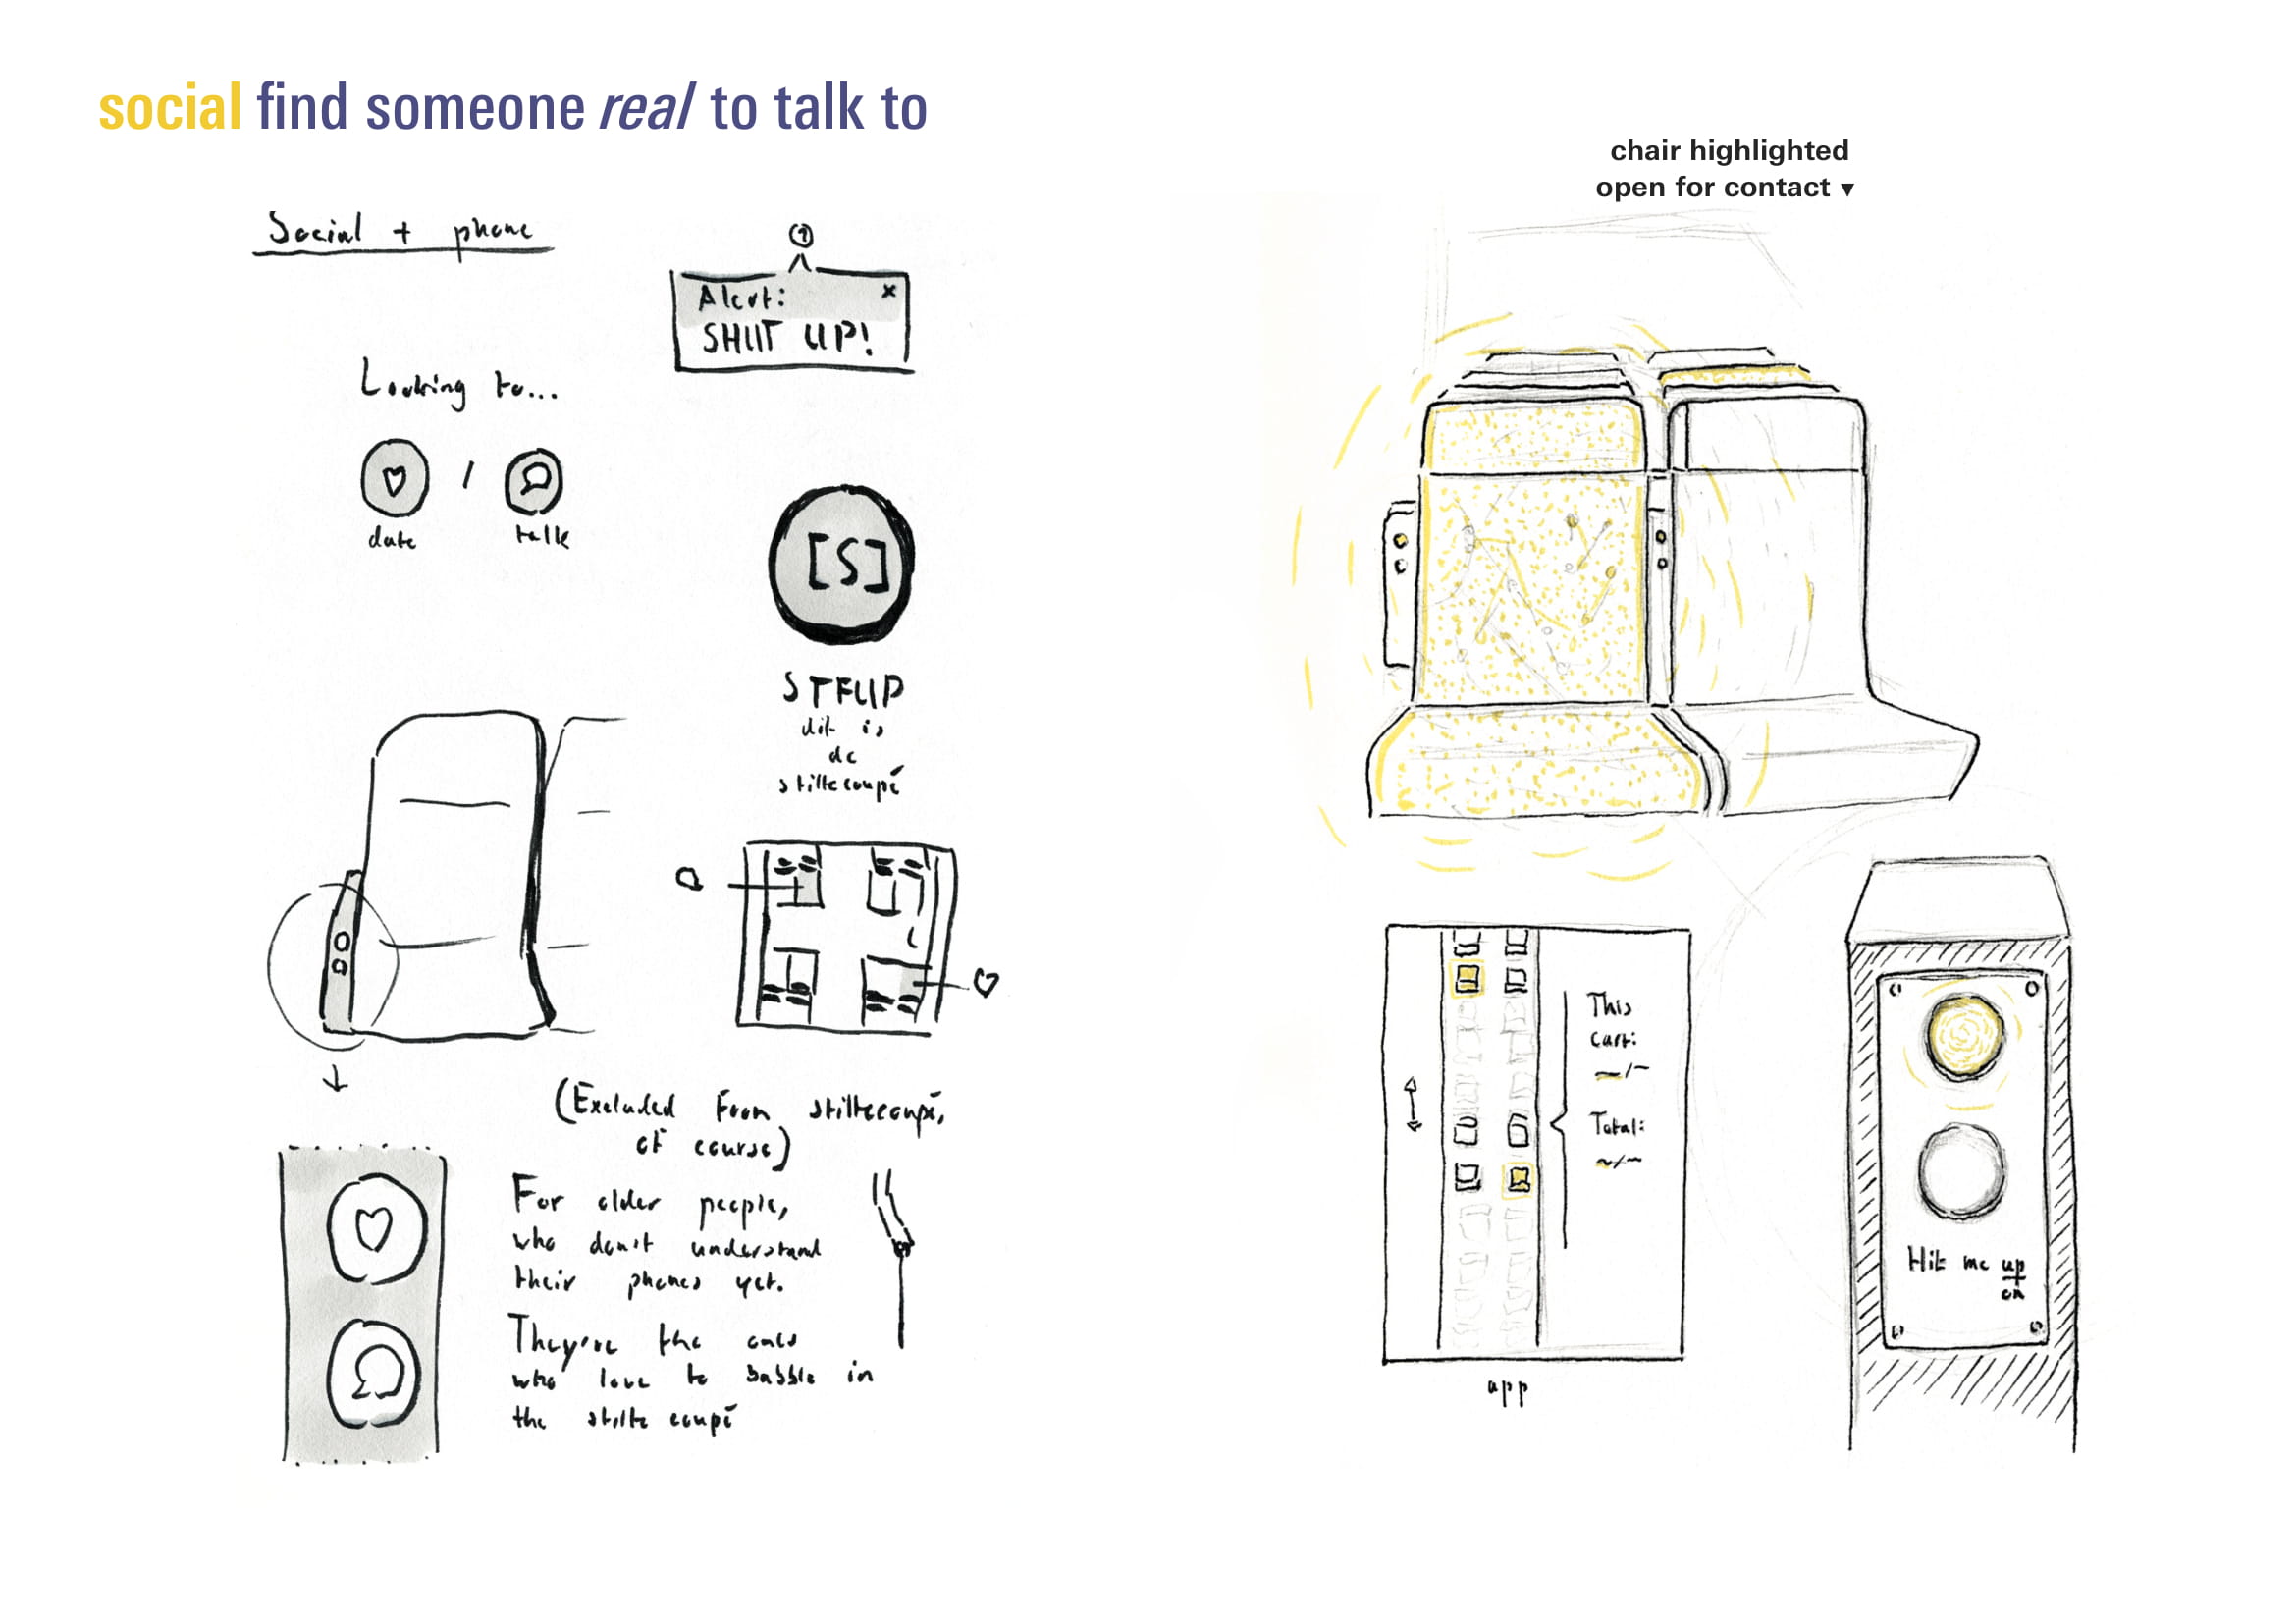 social find someone real to talk to
chair highlighted
open for contact ▼
Social + phone
Alert: x
SHUT UP!
Looking to...
/
date
talk
[S]
STFUP
dit is
de
stiltecoupé
(Excluded from stiltecoupé,
of course)
For older people,
who don't understand
their phones yet.
They're the ones
who love to babble in
the stilte coupé
This
Cart:
~/~
Total:
~/~
app
Hit me up
on